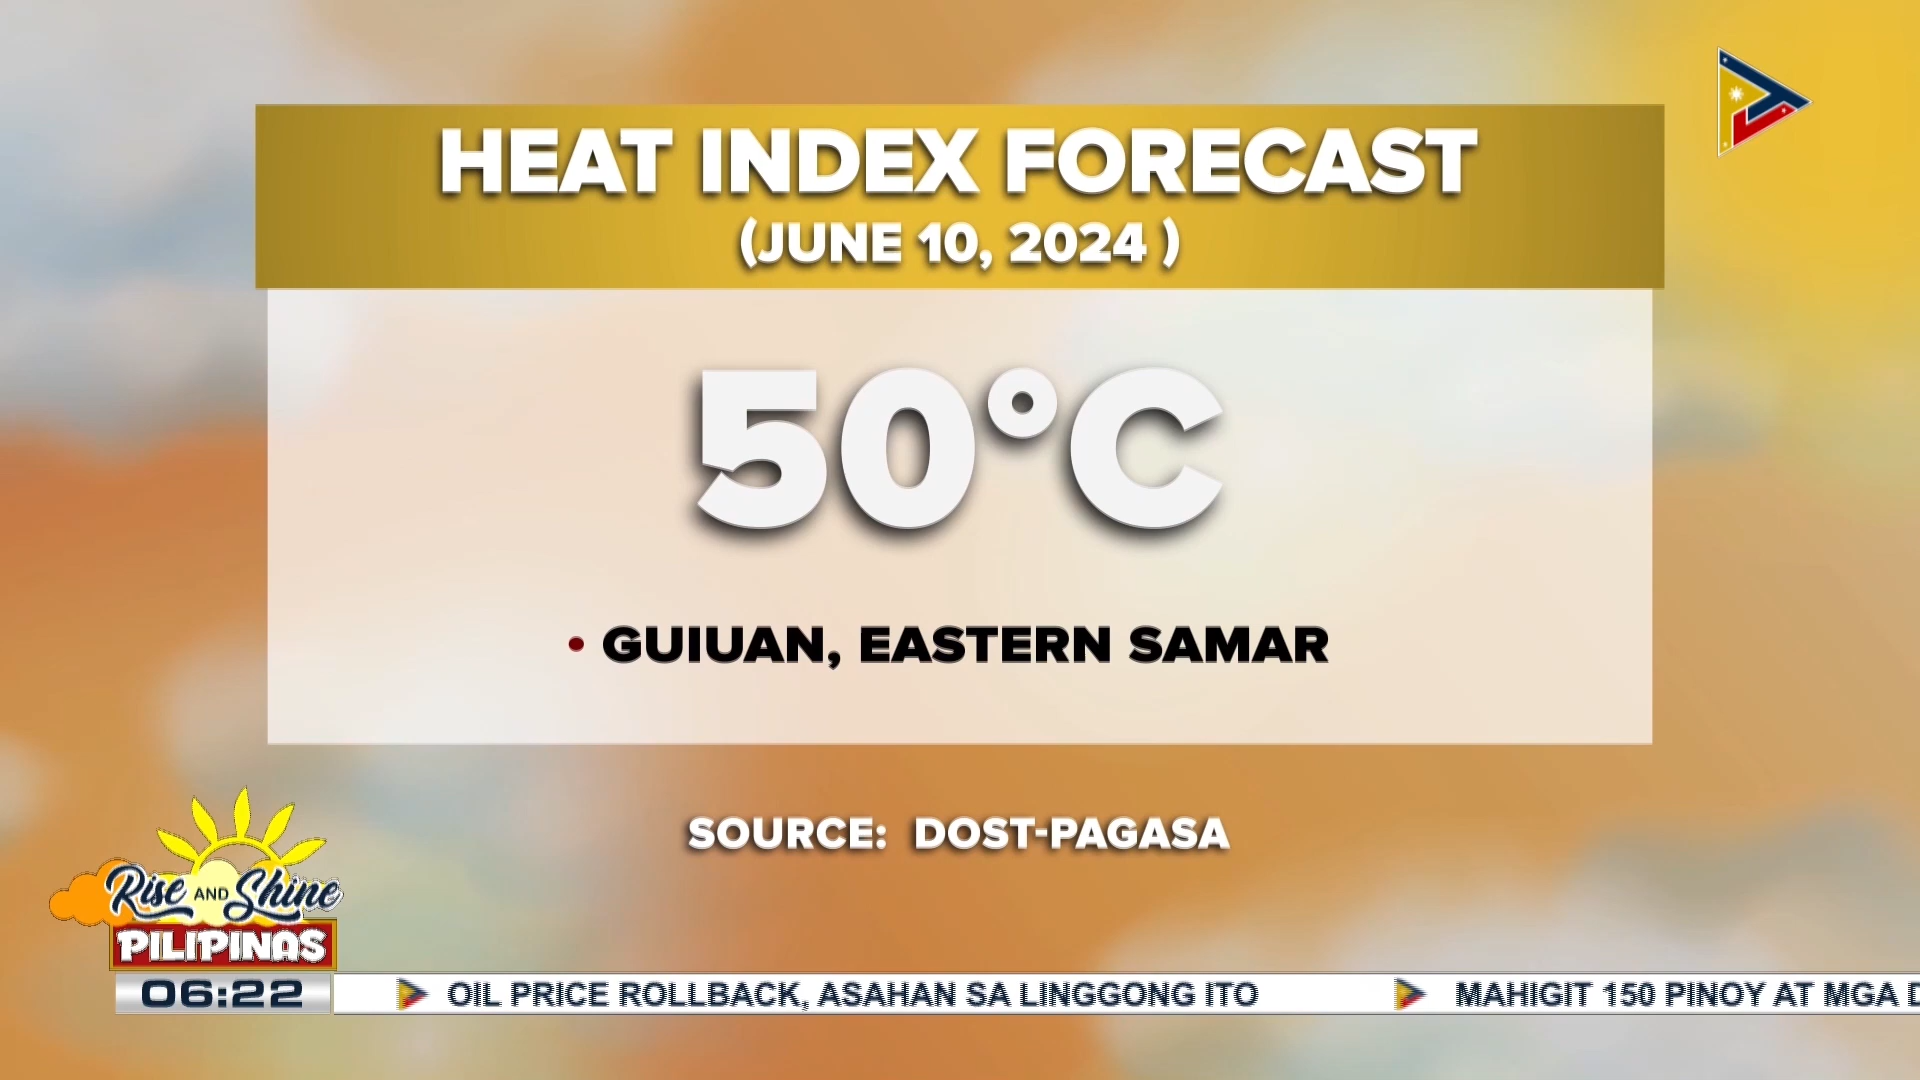 HEAT INDEX FORECAST
(JUNE 10, 2024 )
50°C
• GUIUAN, EASTERN SAMAR
SOURCE: DOST-PAGASA
Rise AND Shine
PILIPINAS
06:22
OIL PRICE ROLLBACK, ASAHAN SA LINGGONG ITO
MAHIGIT 150 PINOY AT MGA